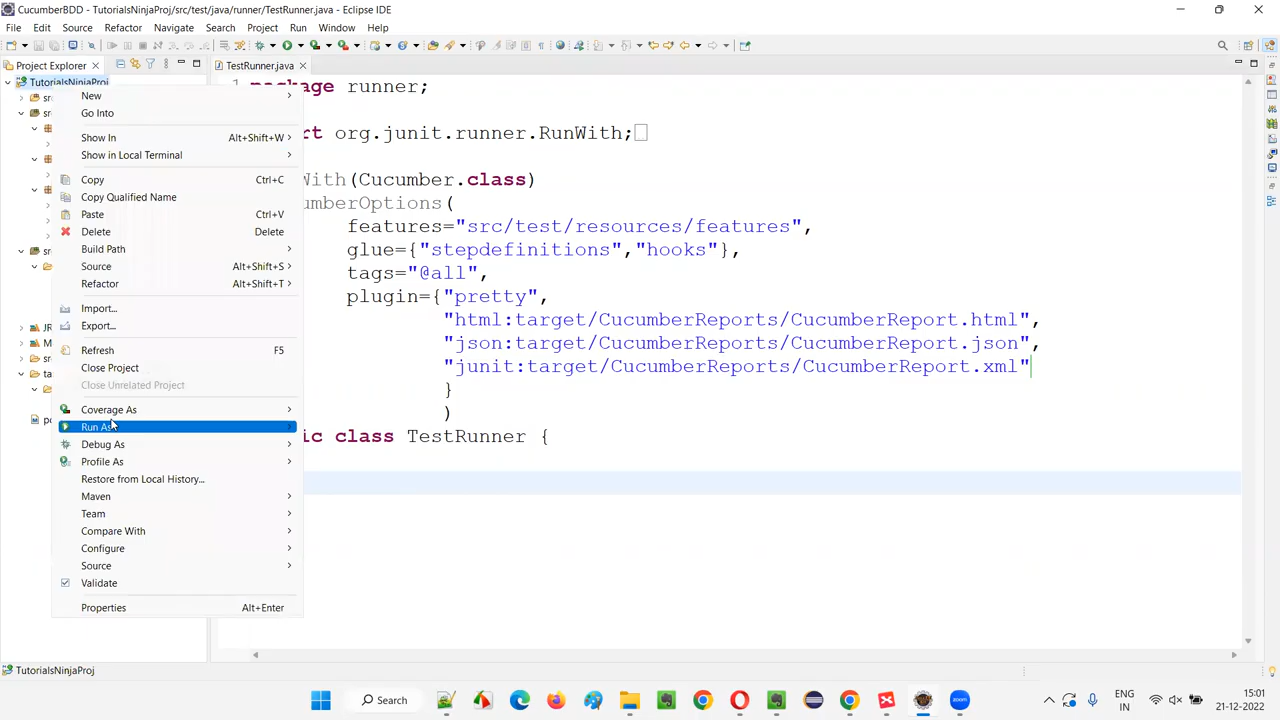 CucumberBDD - TutorialsNinjaProj/src/test/java/runner/TestRunner.java - Eclipse IDE
File Edit Source Refactor Navigate Search Project Run Window Help
Project Explorer
TestRunner.java
TutorialsNinjaProj
1
package runner;
New
Go Into
rt org.junit.runner.RunWith;
Show In Alt+Shift+W
Show in Local Terminal
Copy Ctrl+C
With(Cucumber.class)
Copy Qualified Name
umberOptions(
Paste Ctrl+V
features="src/test/resources/features",
Delete Delete
Build Path
glue={"stepdefinitions","hooks"},
Source Alt+Shift+S
tags="@all",
Refactor Alt+Shift+T
plugin={"pretty",
Import...
"html:target/CucumberReports/CucumberReport.html",
Export...
"json:target/CucumberReports/CucumberReport.json",
Refresh F5
Close Project
"junit:target/CucumberReports/CucumberReport.xml"
Close Unrelated Project
}
Coverage As
)
Run As
ic class TestRunner {
Debug As
Profile As
Restore from Local History...
Maven
Team
Compare With
Configure
Source
Validate
Properties Alt+Enter
TutorialsNinjaProj
Search
ENG
IN
15:01
21-12-2022